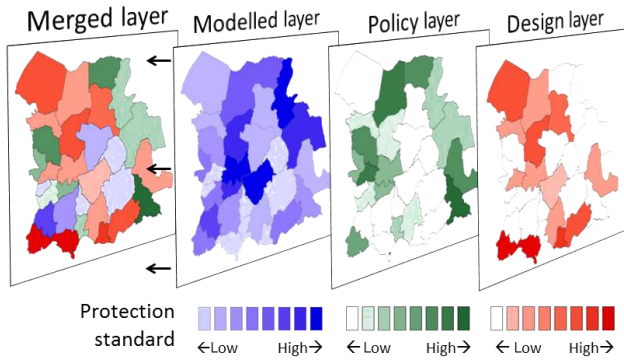 Merged layer
Modelled layer
Policy layer
Design layer
Protection
standard
←Low High→
← Low High→
← Low High→